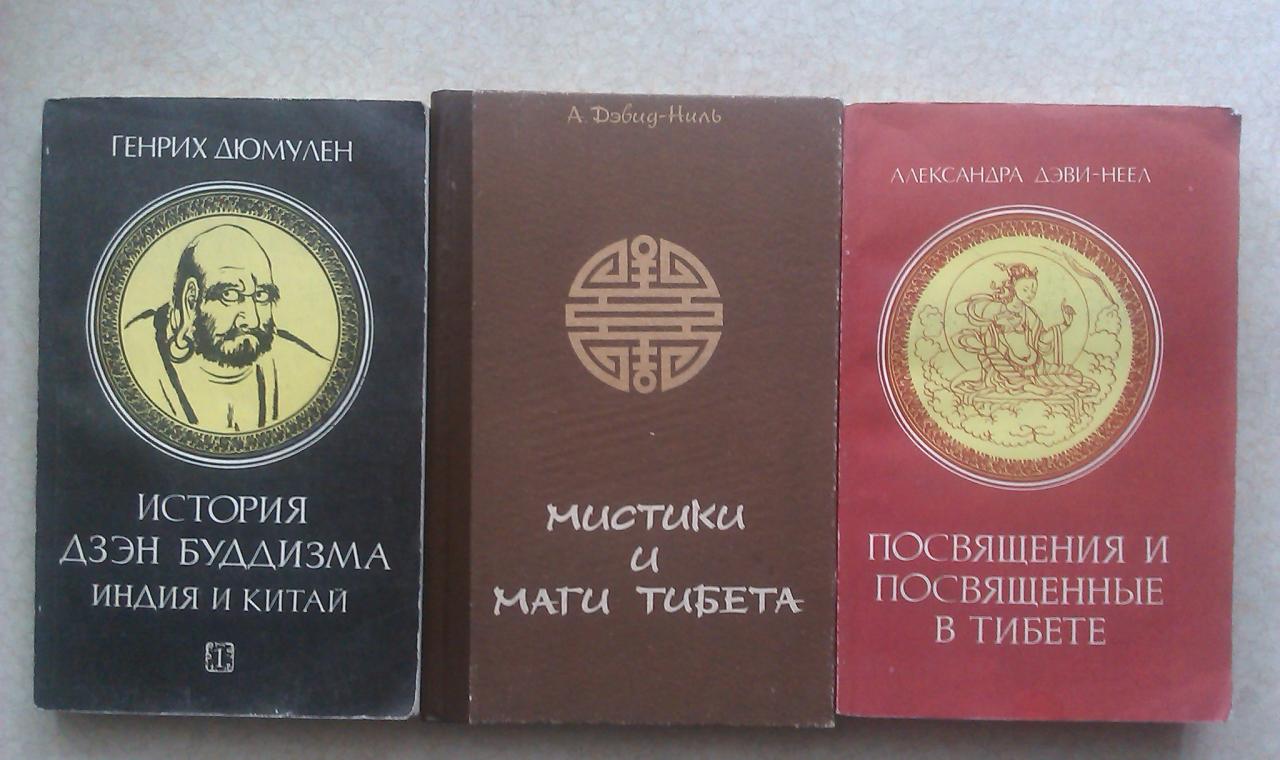 ГЕНРИХ ДЮМУЛЕН
ИСТОРИЯ
ДЗЭН БУДДИЗМА
ИНДИЯ И КИТАЙ
1
А. Дэвид-Ниль
МИСТИКИ
И
МАГИ ТИБЕТА
АЛЕКСАНДРА ДЭВИ-НЕЕЛ
ПОСВЯЩЕНИЯ И
ПОСВЯЩЕННЫЕ
В ТИБЕТЕ